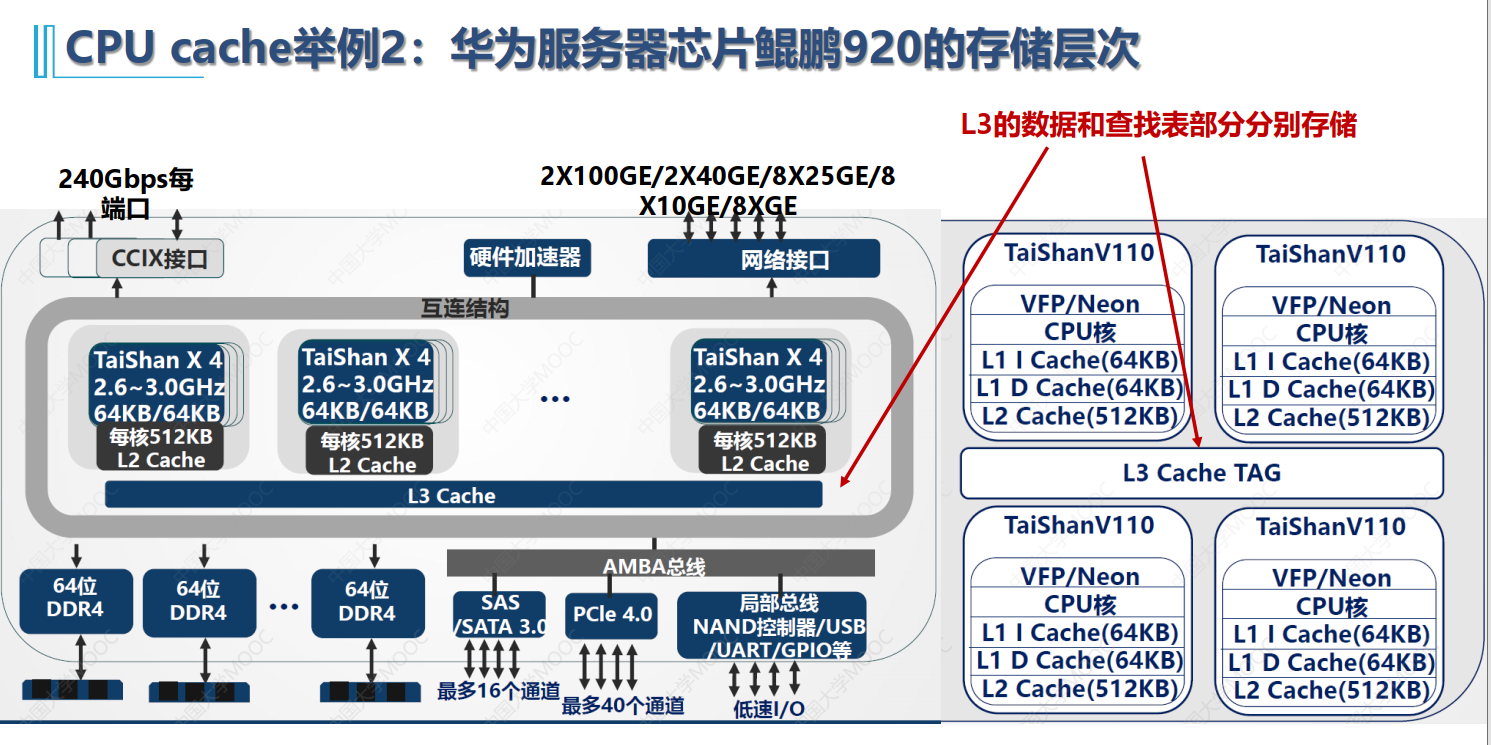 CPU cache举例2：华为服务器芯片鲲鹏920的存储层次
L3的数据和查找表部分分别存储
240Gbps每
端口
2X100GE/2X40GE/8X25GE/8
X10GE/8XGE
CCIX接口
硬件加速器
网络接口
互连结构
TaiShan X 4
2.6~3.0GHz
64KB/64KB
每核512KB
L2 Cache
TaiShan X 4
2.6~3.0GHz
64KB/64KB
每核512KB
L2 Cache
...
TaiShan X 4
2.6~3.0GHz
64KB/64KB
每核512KB
L2 Cache
L3 Cache
AMBA总线
64位
DDR4
64位
DDR4
...
64位
DDR4
SAS
/SATA 3.0
PCle 4.0
局部总线
NAND控制器/USB
/UART/GPIO等
最多16个通道
最多40个通道
低速I/O
TaiShanV110
VFP/Neon
CPU核
L1 I Cache(64KB)
L1 D Cache(64KB)
L2 Cache(512KB)
TaiShanV110
VFP/Neon
CPU核
L1 I Cache(64KB)
L1 D Cache(64KB)
L2 Cache(512KB)
L3 Cache TAG
TaiShanV110
VFP/Neon
CPU核
L1 I Cache(64KB)
L1 D Cache(64KB)
L2 Cache(512KB)
TaiShanV110
VFP/Neon
CPU核
L1 I Cache(64KB)
L1 D Cache(64KB)
L2 Cache(512KB)
中国大学MOOC